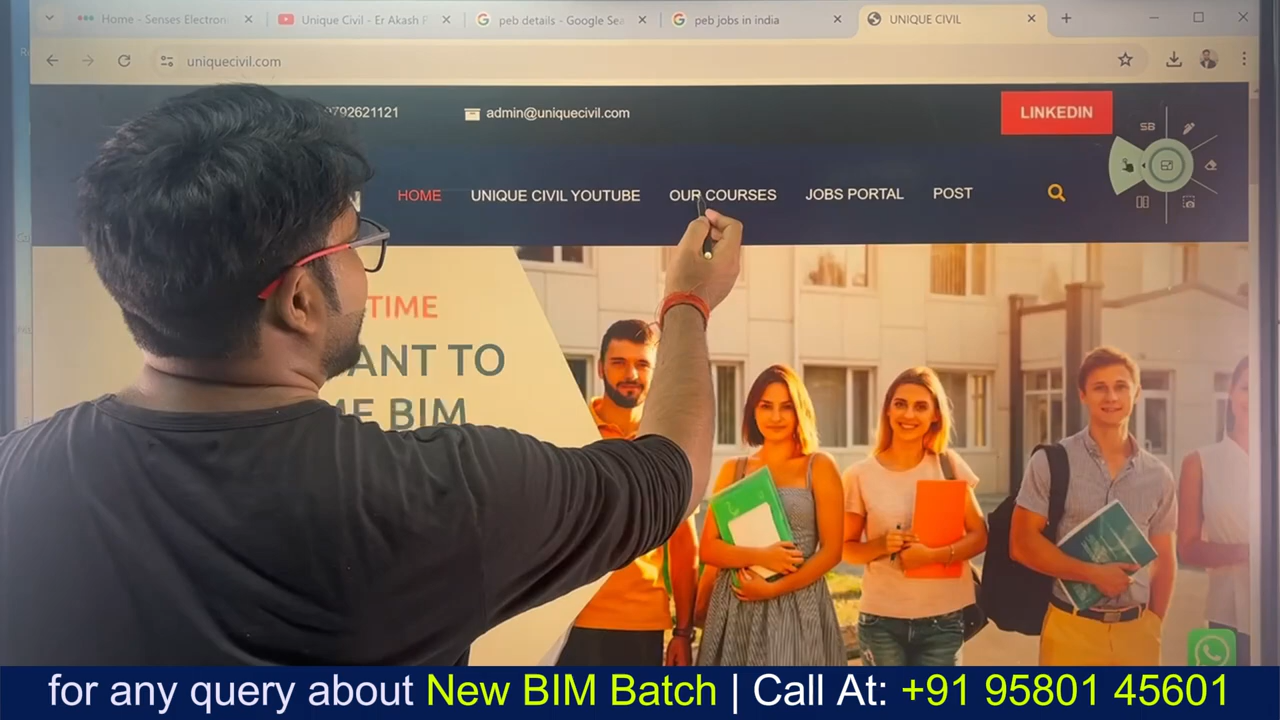 Home - Senses Electroni
Unique Civil - Er Akash
peb details - Google Sea
peb jobs in india
UNIQUE CIVIL
uniquecivil.com
9792621121
admin@uniquecivil.com
LINKEDIN
SB
HOME
UNIQUE CIVIL YOUTUBE
OUR COURSES
JOBS PORTAL
POST
TIME
ANT TO
ME BIM
for any query about New BIM Batch | Call At: +91 95801 45601